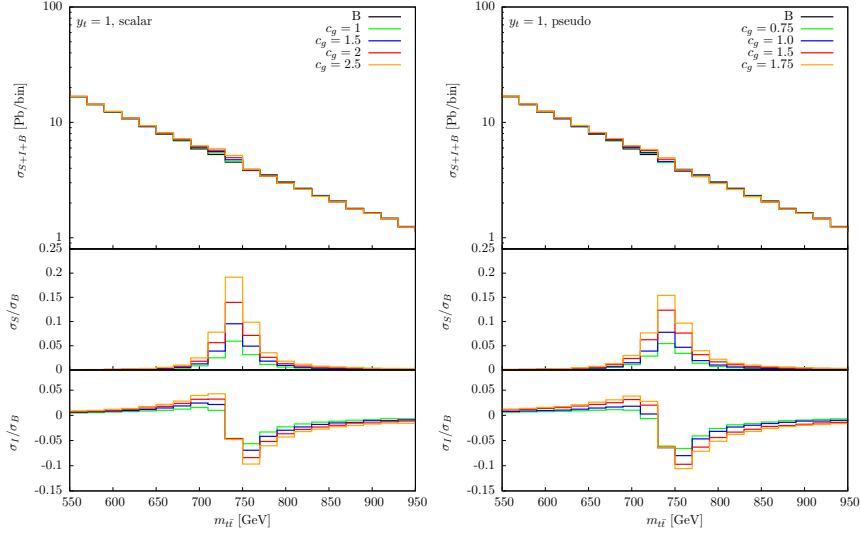 y_t = 1, scalar
B
c_g = 1
c_g = 1.5
c_g = 2
c_g = 2.5
σ_{S+I+B} [Pb/bin]
100
10
1
σ_S/σ_B
0.25
0.2
0.15
0.1
0.05
0
σ_I/σ_B
0.05
0
-0.05
-0.1
-0.15
550 600 650 700 750 800 850 900 950
m_{tt̄} [GeV]
y_t = 1, pseudo
B
c_g = 0.75
c_g = 1.0
c_g = 1.5
c_g = 1.75
σ_{S+I+B} [Pb/bin]
100
10
1
σ_S/σ_B
0.25
0.2
0.15
0.1
0.05
0
σ_I/σ_B
0.05
0
-0.05
-0.1
-0.15
550 600 650 700 750 800 850 900 950
m_{tt̄} [GeV]